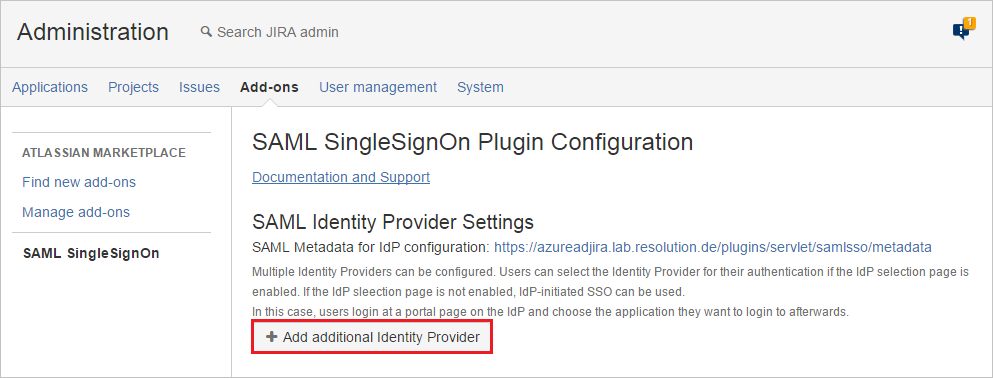 Administration
Search JIRA admin
1
Applications Projects Issues Add-ons User management System
ATLASSIAN MARKETPLACE
Find new add-ons
Manage add-ons
SAML SingleSignOn
SAML SingleSignOn Plugin Configuration
Documentation and Support
SAML Identity Provider Settings
SAML Metadata for IdP configuration: https://azureadjira.lab.resolution.de/plugins/servlet/samlsso/metadata
Multiple Identity Providers can be configured. Users can select the Identity Provider for their authentication if the IdP selection page is
enabled. If the IdP sleection page is not enabled, IdP-initiated SSO can be used.
In this case, users login at a portal page on the IdP and choose the application they want to login to afterwards.
+ Add additional Identity Provider